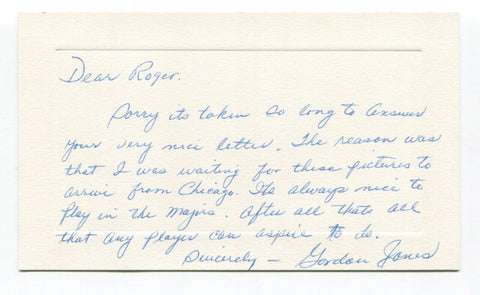 Dear Roger.
Sorry its taken so long to answer
your very nice letter. The reason was
that I was waiting for these pictures to
arrive from Chicago. Its always nice to
play in the Majors. After all thats all
that any player can aspire to do.
Sincerely - Gordon Jones